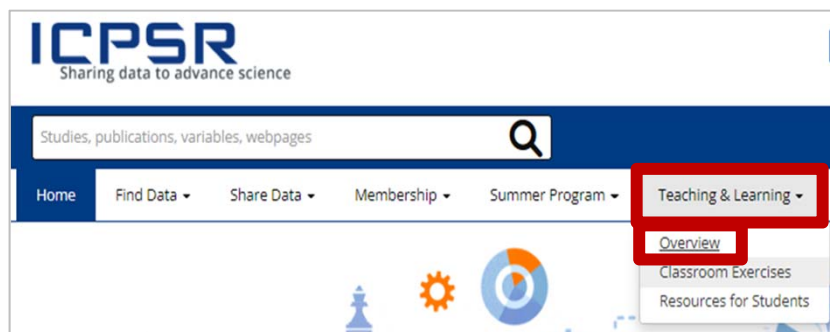 ICPSR
Sharing data to advance science
Studies, publications, variables, webpages
Home Find Data Share Data Membership Summer Program Teaching & Learning
Overview
Classroom Exercises
Resources for Students